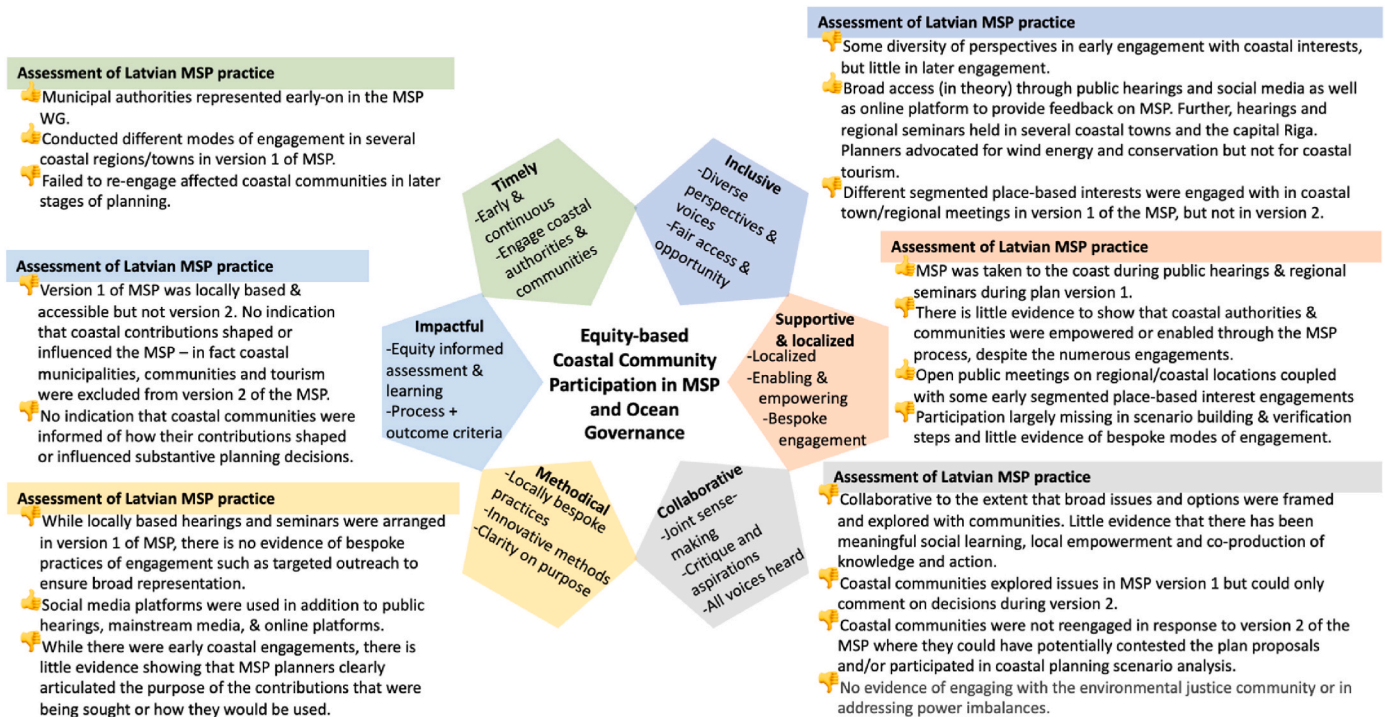 Assessment of Latvian MSP practice
Municipal authorities represented early-on in the MSP
WG.
Conducted different modes of engagement in several
coastal regions/towns in version 1 of MSP.
Failed to re-engage affected coastal communities in later
stages of planning.
Assessment of Latvian MSP practice
Version 1 of MSP was locally based &
accessible but not version 2. No indication
that coastal contributions shaped or
influenced the MSP – in fact coastal
municipalities, communities and tourism
were excluded from version 2 of the MSP.
No indication that coastal communities were
informed of how their contributions shaped
or influenced substantive planning decisions.
Assessment of Latvian MSP practice
While locally based hearings and seminars were arranged
in version 1 of MSP, there is no evidence of bespoke
practices of engagement such as targeted outreach to
ensure broad representation.
Social media platforms were used in addition to public
hearings, mainstream media, & online platforms.
While there were early coastal engagements, there is
little evidence showing that MSP planners clearly
articulated the purpose of the contributions that were
being sought or how they would be used.
Timely
-Early &
continuous
-Engage coastal
authorities &
communities
Inclusive
-Diverse
perspectives &
voices
-Fair access &
opportunity
Impactful
-Equity informed
assessment &
learning
-Process +
outcome criteria
Equity-based
Coastal Community
Participation in MSP
and Ocean
Governance
Supportive
& localized
-Localized
-Enabling &
empowering
-Bespoke
engagement
Methodical
-Locally bespoke
practices
-Innovative methods
-Clarity on purpose
Collaborative
-Joint sense-
making
-Critique and
aspirations
-All voices heard
Assessment of Latvian MSP practice
Some diversity of perspectives in early engagement with coastal interests,
but little in later engagement.
Broad access (in theory) through public hearings and social media as well
as online platform to provide feedback on MSP. Further, hearings and
regional seminars held in several coastal towns and the capital Riga.
Planners advocated for wind energy and conservation but not for coastal
tourism.
Different segmented place-based interests were engaged with in coastal
town/regional meetings in version 1 of the MSP, but not in version 2.
Assessment of Latvian MSP practice
MSP was taken to the coast during public hearings & regional
seminars during plan version 1.
There is little evidence to show that coastal authorities &
communities were empowered or enabled through the MSP
process, despite the numerous engagements.
Open public meetings on regional/coastal locations coupled
with some early segmented place-based interest engagements
Participation largely missing in scenario building & verification
steps and little evidence of bespoke modes of engagement.
Assessment of Latvian MSP practice
Collaborative to the extent that broad issues and options were framed
and explored with communities. Little evidence that there has been
meaningful social learning, local empowerment and co-production of
knowledge and action.
Coastal communities explored issues in MSP version 1 but could only
comment on decisions during version 2.
Coastal communities were not reengaged in response to version 2 of the
MSP where they could have potentially contested the plan proposals
and/or participated in coastal planning scenario analysis.
No evidence of engaging with the environmental justice community or in
addressing power imbalances.